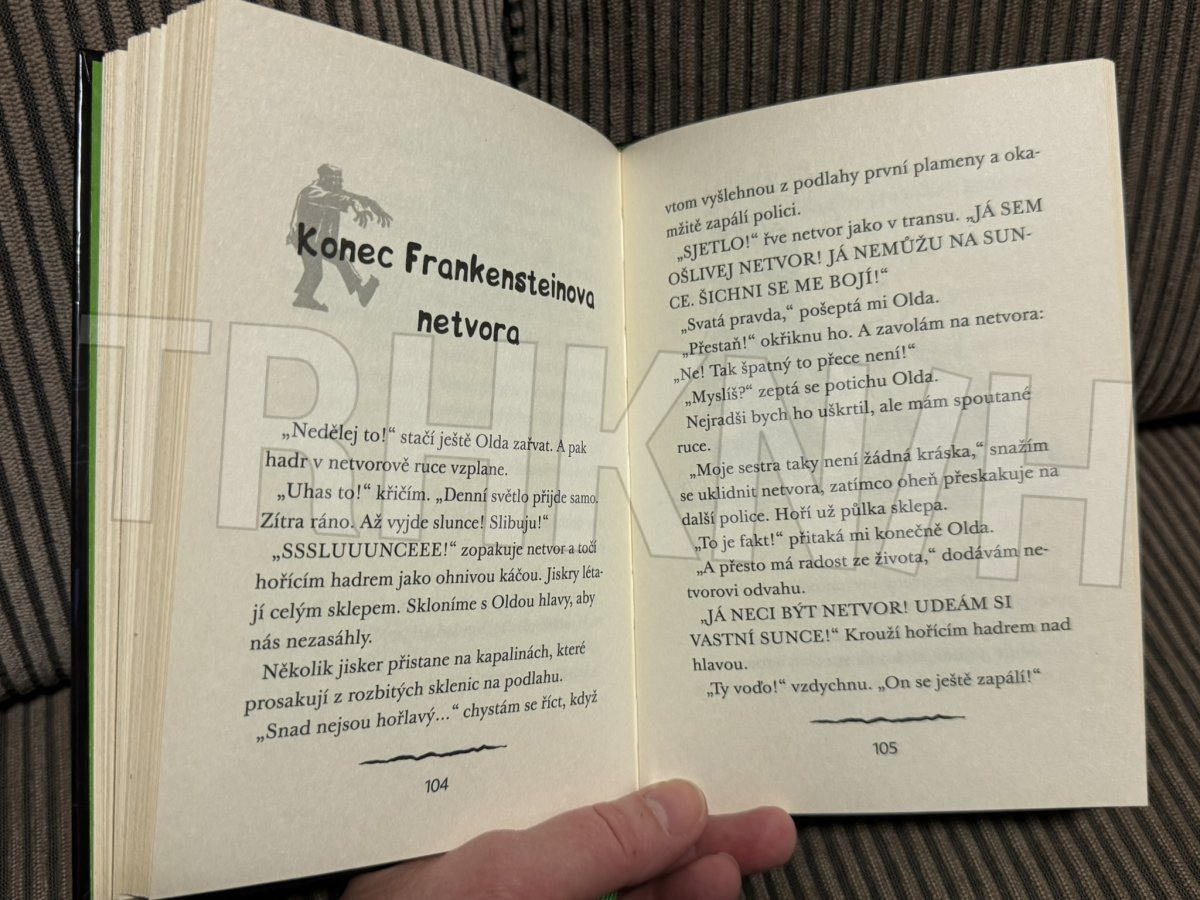 Konec Frankensteinova
netvora
„Nedělej to!“ stačí ještě Olda zařvat. A pak
hadr v netvorově ruce vzplane.
„Uhas to!“ křičím. „Denní světlo přijde samo.
Zítra ráno. Až vyjde slunce! Slibuju!“
„SSSLUUUNCEEE!“ zopakuje netvor a točí
hořícím hadrem jako ohnivou káčou. Jiskry léta-
jí celým sklepem. Skloníme s Oldou hlavy, aby
nás nezasáhly.
Několik jisker přistane na kapalinách, které
prosakují z rozbitých sklenic na podlahu.
„Snad nejsou hořlavý...“ chystám se říct, když
104
vtom vyšlehnou z podlahy první plameny a oka-
mžitě zapálí polici.
„SJETLO!“ řve netvor jako v transu. „JÁ SEM
OŠLIVEJ NETVOR! JÁ NEMŮŽU NA SUN-
CE. ŠICHNI SE ME BOJÍ!“
„Svatá pravda,“ pošeptá mi Olda.
„Přestaň!“ okřiknu ho. A zavolám na netvora:
„Ne! Tak špatný to přece není!“
„Myslíš?“ zeptá se potichu Olda.
Nejradši bych ho uškrtil, ale mám spoutané
ruce.
„Moje sestra taky není žádná kráska,“ snažím
se uklidnit netvora, zatímco oheň přeskakuje na
další police. Hoří už půlka sklepa.
„To je fakt!“ přitaká mi konečně Olda.
„A přesto má radost ze života,“ dodávám ne-
tvorovi odvahu.
„JÁ NECI BÝT NETVOR! UDEÁM SI
VASTNÍ SUNCE!“ Krouží hořícím hadrem nad
hlavou.
„Ty voďo!“ vzdychnu. „On se ještě zapálí!“
105
TRHKNIH